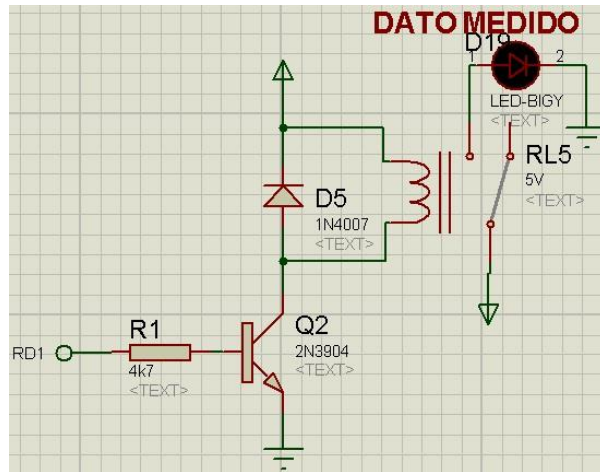 DATO MEDIDO
D19
1
2
LED-BIGY
<TEXT>
RL5
5V
<TEXT>
D5
1N4007
<TEXT>
Q2
2N3904
<TEXT>
R1
RD1
4k7
<TEXT>